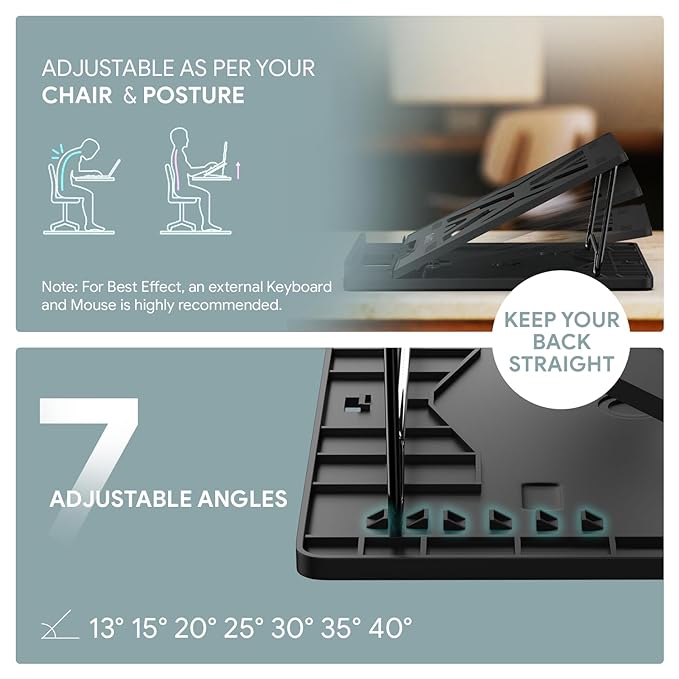 ADJUSTABLE AS PER YOUR
CHAIR & POSTURE
Note: For Best Effect, an external Keyboard
and Mouse is highly recommended.
KEEP YOUR
BACK
STRAIGHT
7
ADJUSTABLE ANGLES
13° 15° 20° 25° 30° 35° 40°